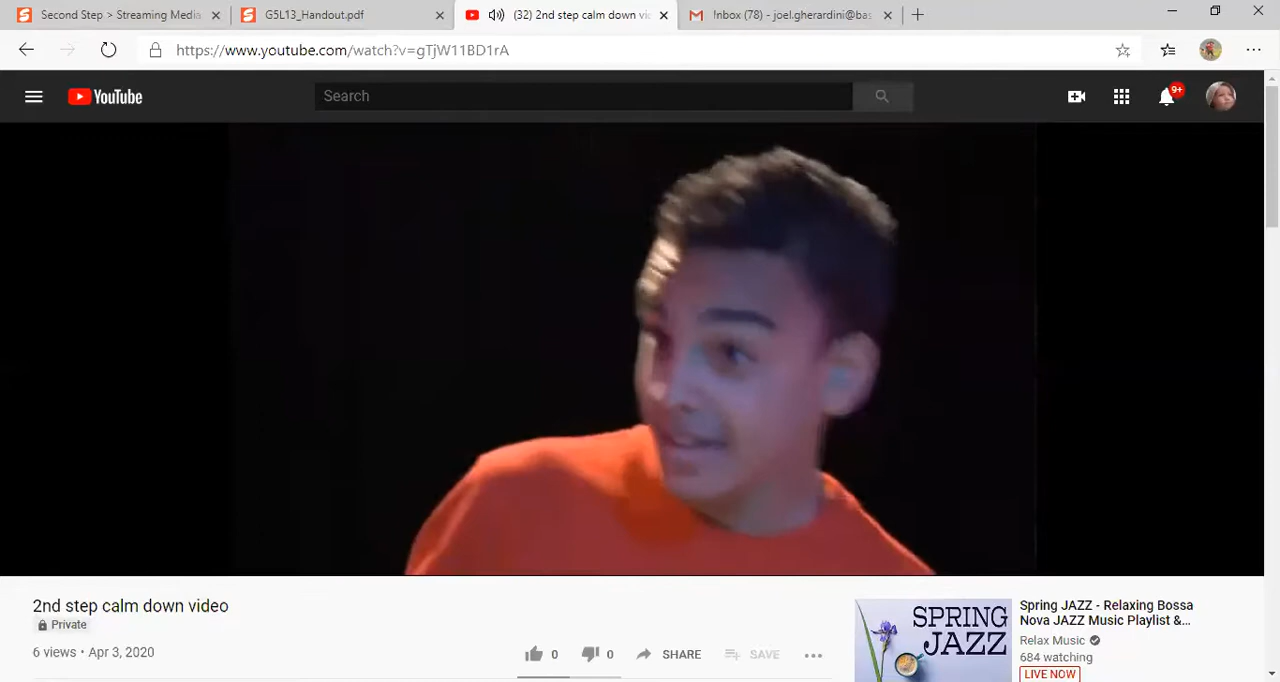 Second Step > Streaming Media
G5L13_Handout.pdf
(32) 2nd step calm down vi
Inbox (78) - joel.gherardini@bas
https://www.youtube.com/watch?v=gTjW11BD1rA
YouTube
Search
9+
2nd step calm down video
Private
6 views • Apr 3, 2020
0
0
SHARE
SAVE
SPRING
JAZZ
Spring JAZZ - Relaxing Bossa
Nova JAZZ Music Playlist &...
Relax Music
684 watching
LIVE NOW